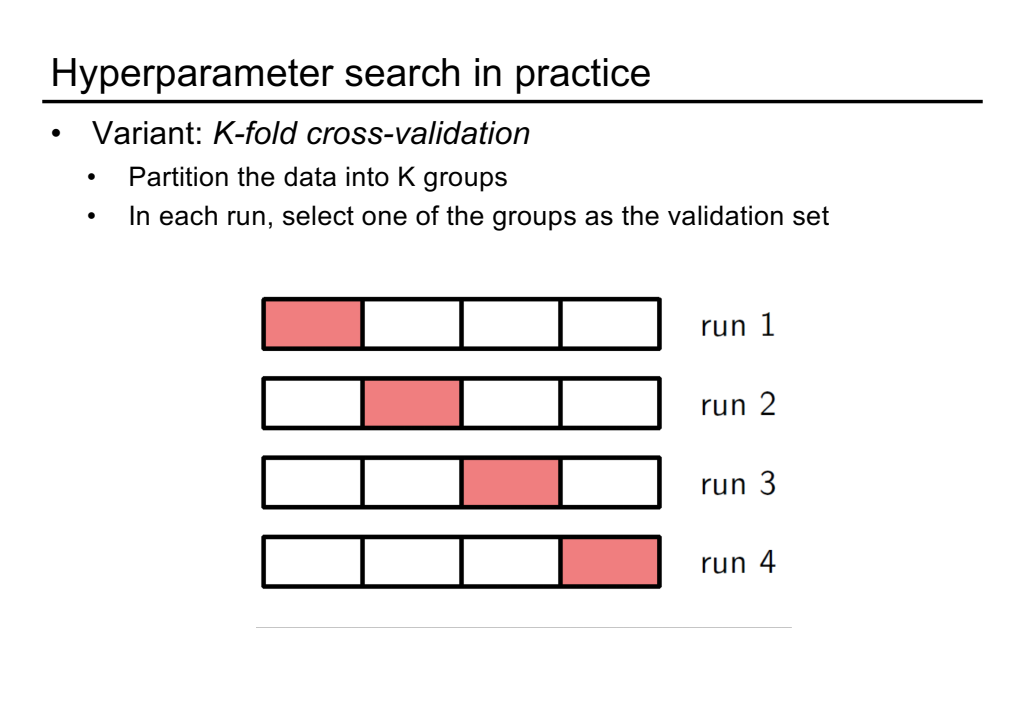 Hyperparameter search in practice
• Variant: K-fold cross-validation
• Partition the data into K groups
• In each run, select one of the groups as the validation set
run 1
run 2
run 3
run 4